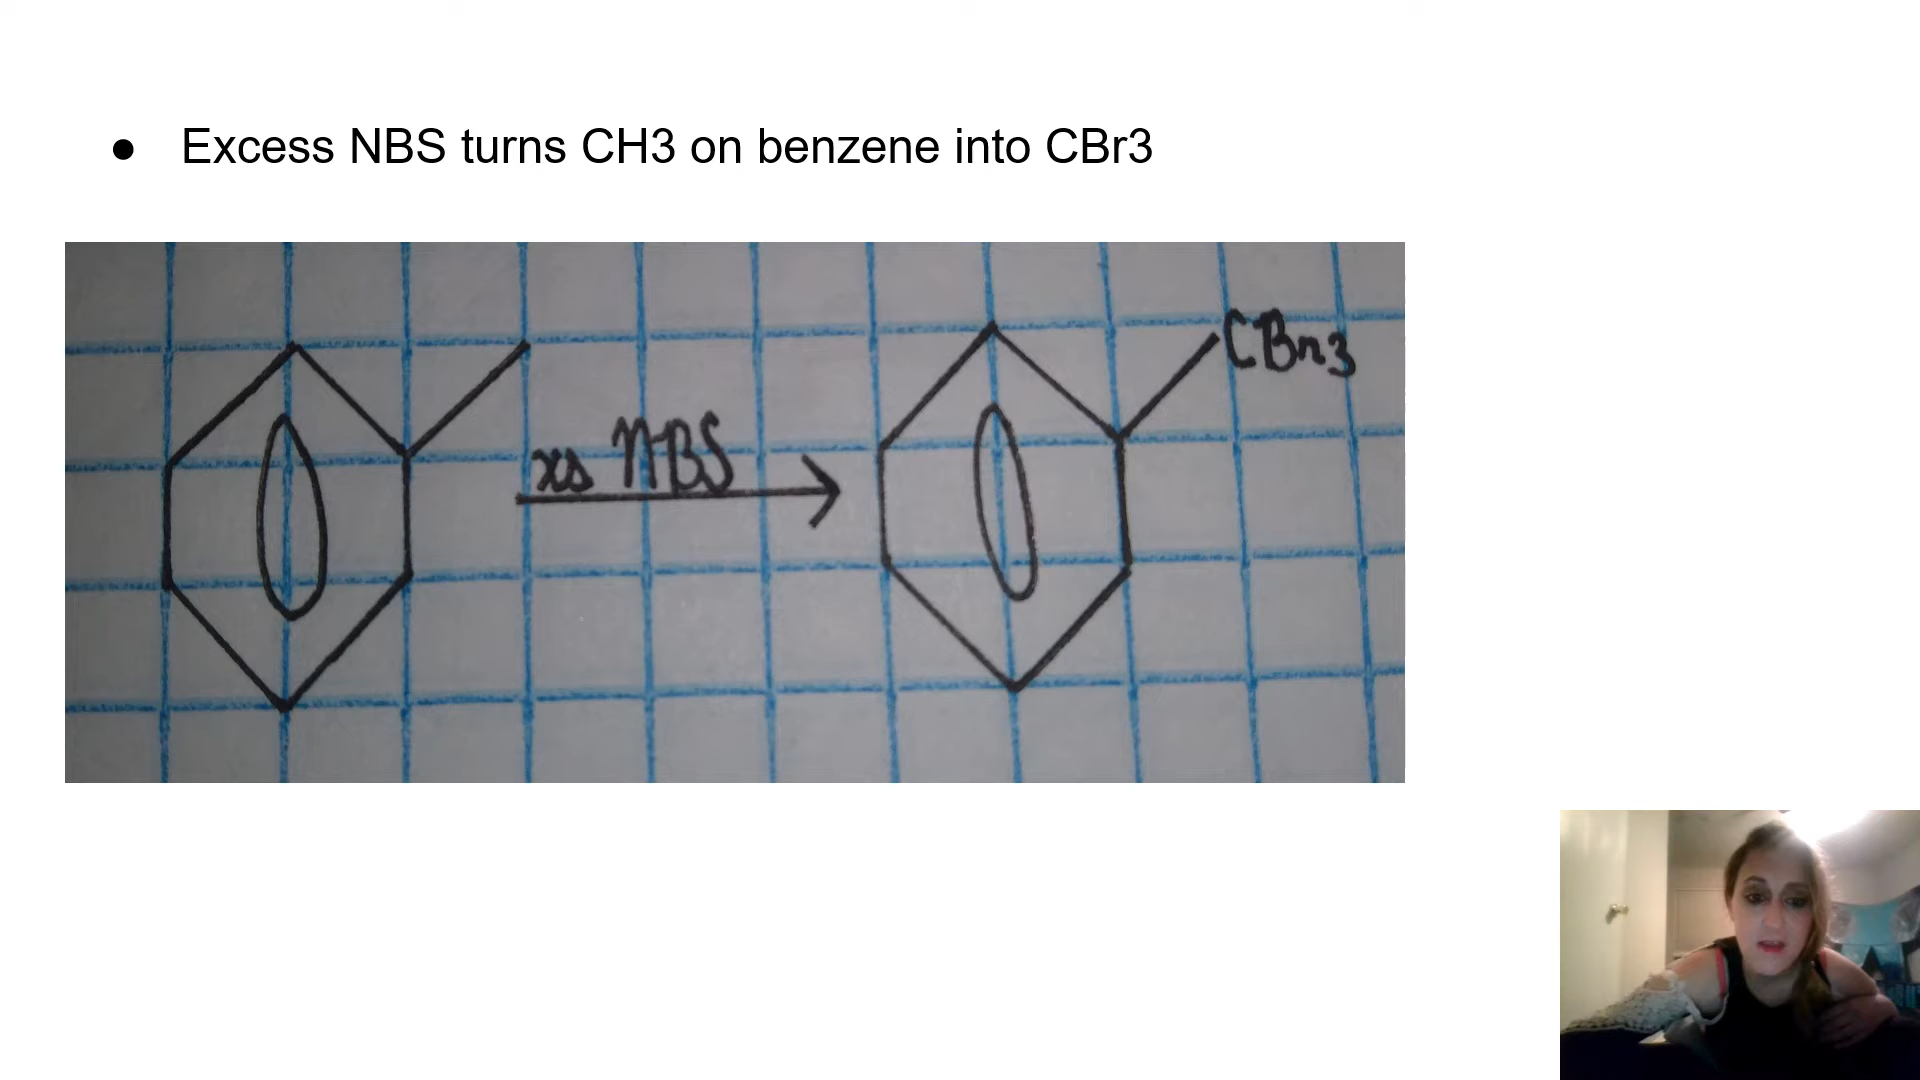 ● Excess NBS turns CH3 on benzene into CBr3
CBr3
xs NBS